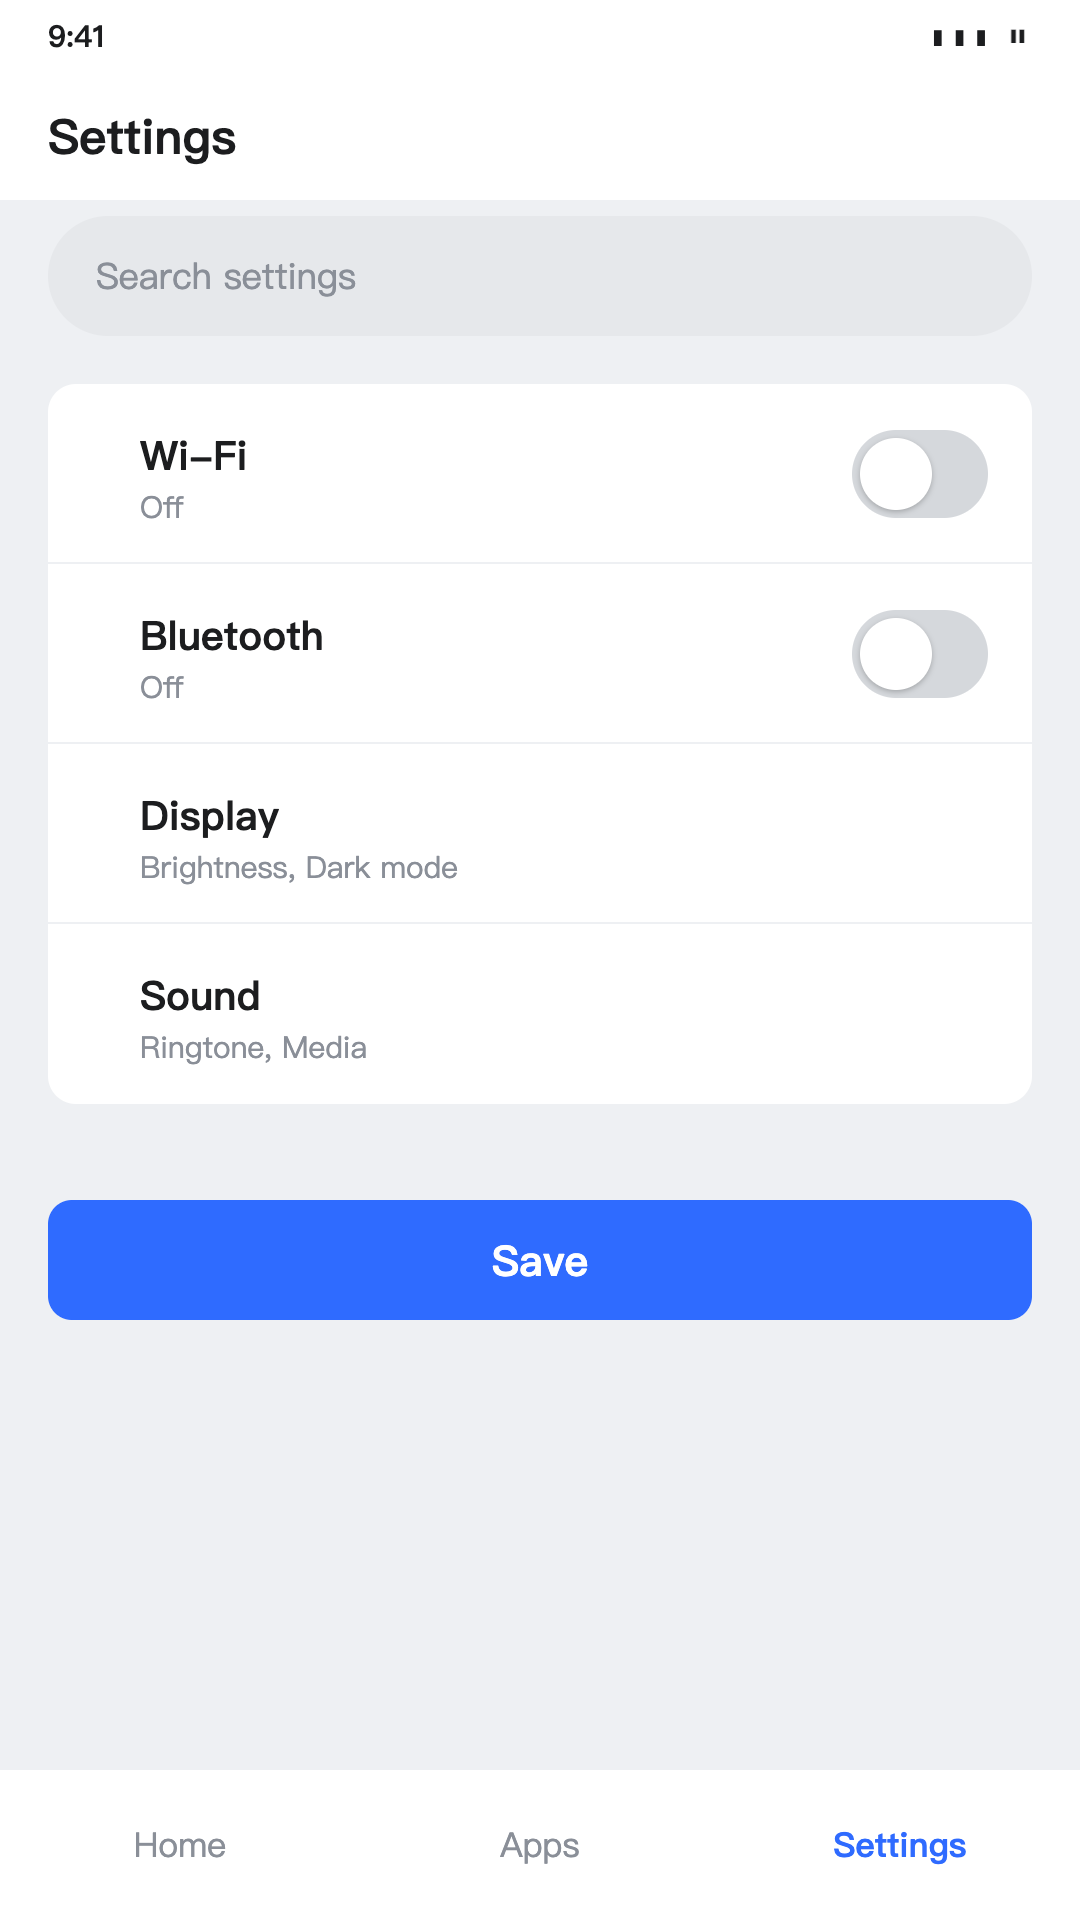 9:41
Settings
Search settings
Wi-Fi
Off
Bluetooth
Off
Display
Brightness, Dark mode
Sound
Ringtone, Media
Save
Home
Apps
Settings